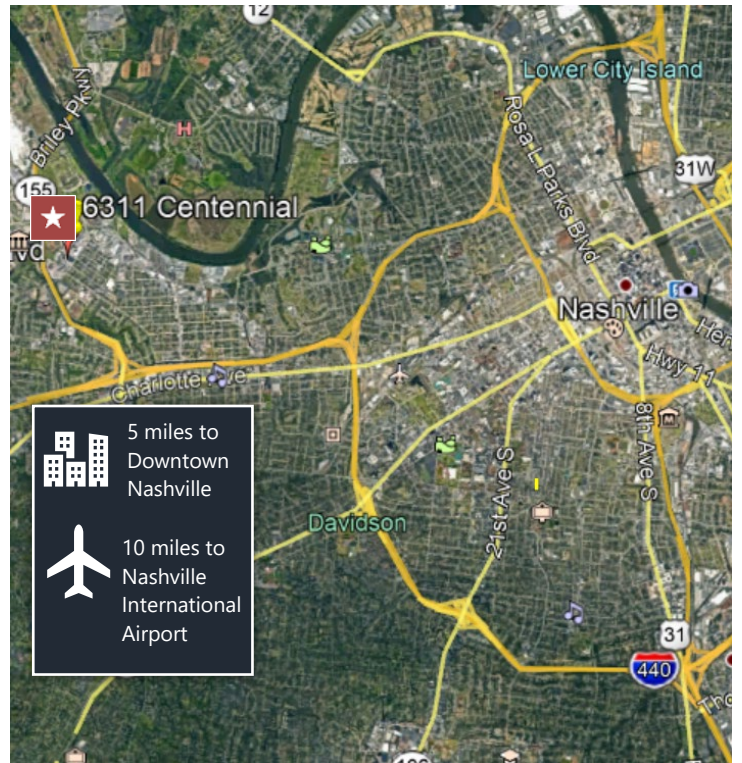 12
Lower City Island
Briley Pkwy
Rosa L Parks Blvd
31W
155
6311 Centennial
vd
Nashville
Hwy 11
Charlotte Ave
8th Ave S
5 miles to
Downtown
Nashville
21st Ave S
Davidson
10 miles to
Nashville
International
Airport
31
440